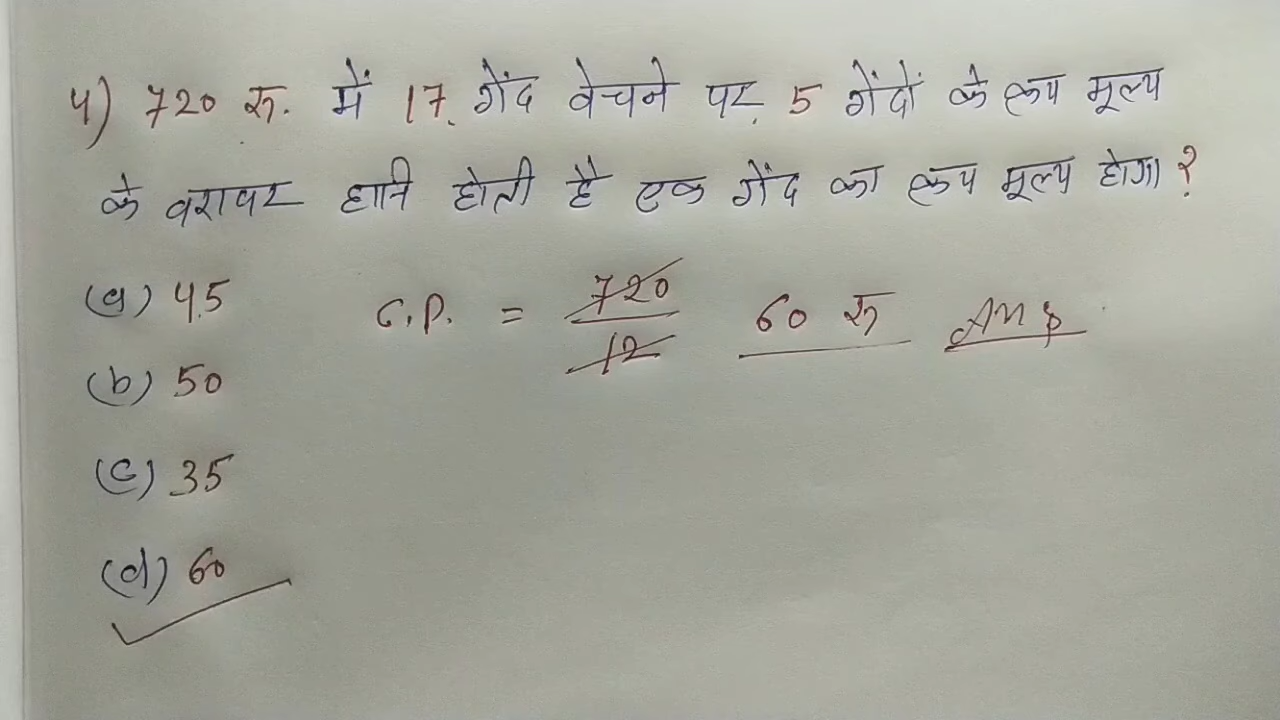 4) 720 रु. में 17 गेंद बेचने पर 5 गेंदों के क्रय मूल्य
के बराबर हानि होती है एक गेंद का क्रय मूल्य होगा ?
(a) 45
C.P. = 720/12 60 रु Ans
(b) 50
(c) 35
(d) 60